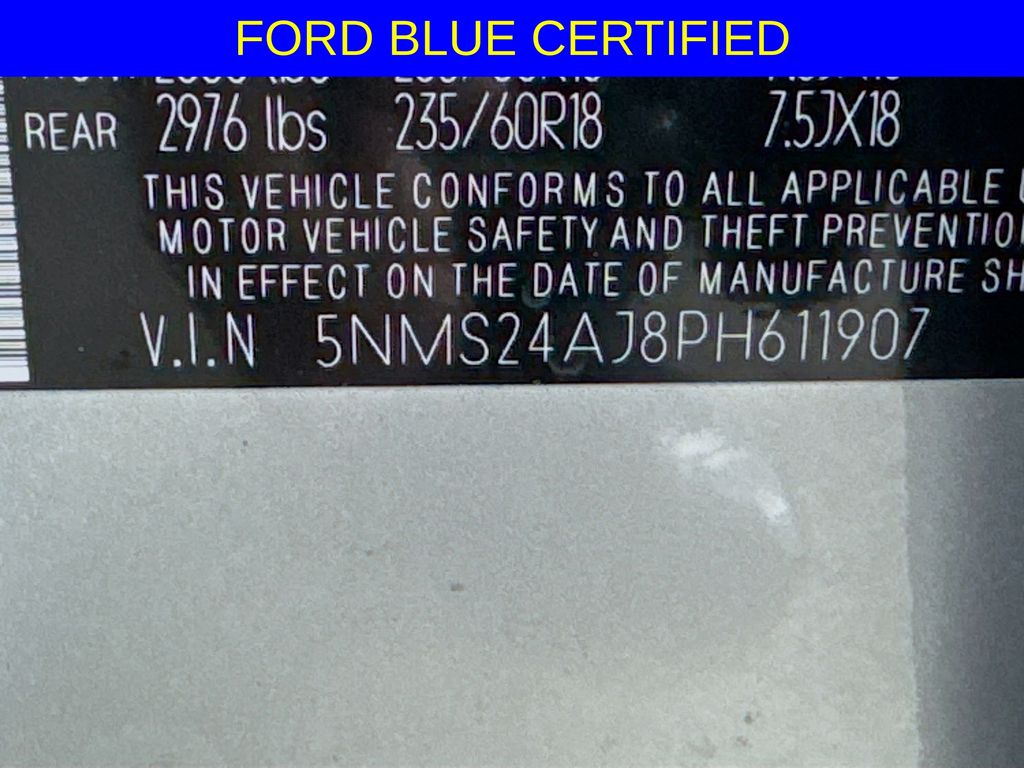 FORD BLUE CERTIFIED
REAR 2976 lbs 235/60R18 7.5JX18
THIS VEHICLE CONFORMS TO ALL APPLICABLE
MOTOR VEHICLE SAFETY AND THEFT PREVENTIO
IN EFFECT ON THE DATE OF MANUFACTURE SH
V.I.N 5NMS24AJ8PH611907